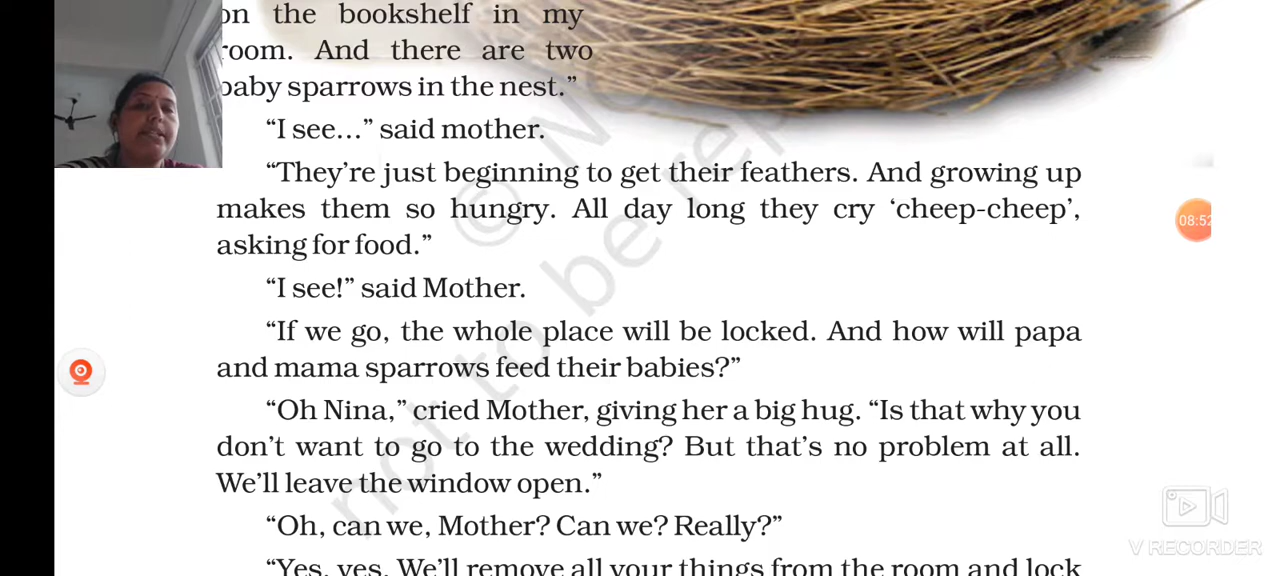 on the bookshelf in my
room. And there are two
baby sparrows in the nest.”
“I see…” said mother.
“They’re just beginning to get their feathers. And growing up
makes them so hungry. All day long they cry ‘cheep-cheep’,
asking for food.”
“I see!” said Mother.
“If we go, the whole place will be locked. And how will papa
and mama sparrows feed their babies?”
“Oh Nina,” cried Mother, giving her a big hug. “Is that why you
don’t want to go to the wedding? But that’s no problem at all.
We’ll leave the window open.”
“Oh, can we, Mother? Can we? Really?”
“Yes, yes. We’ll remove all your things from the room and lock
08:52
V RECORDER
not to be rep
© N